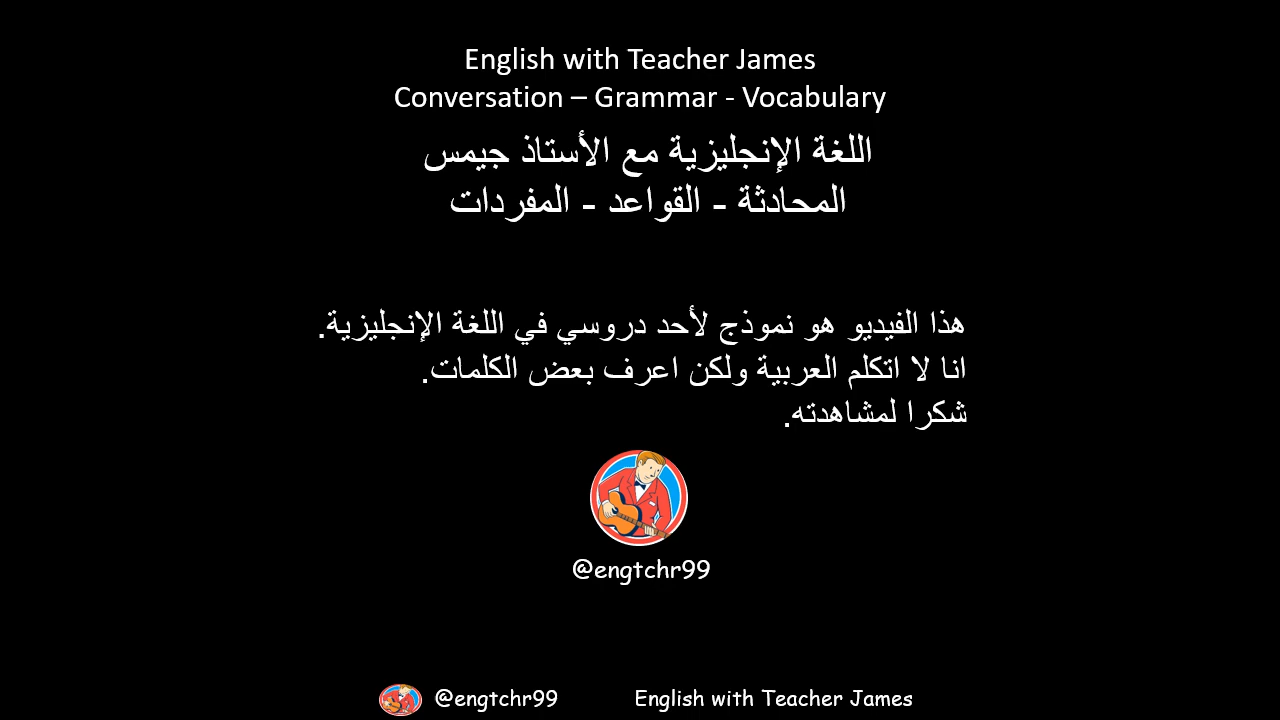 English with Teacher James
Conversation – Grammar - Vocabulary
اللغة الإنجليزية مع الأستاذ جيمس
المحادثة - القواعد - المفردات
هذا الفيديو هو نموذج لأحد دروسي في اللغة الإنجليزية.
انا لا اتكلم العربية ولكن اعرف بعض الكلمات.
شكرا لمشاهدته.
@engtchr99
@engtchr99 English with Teacher James